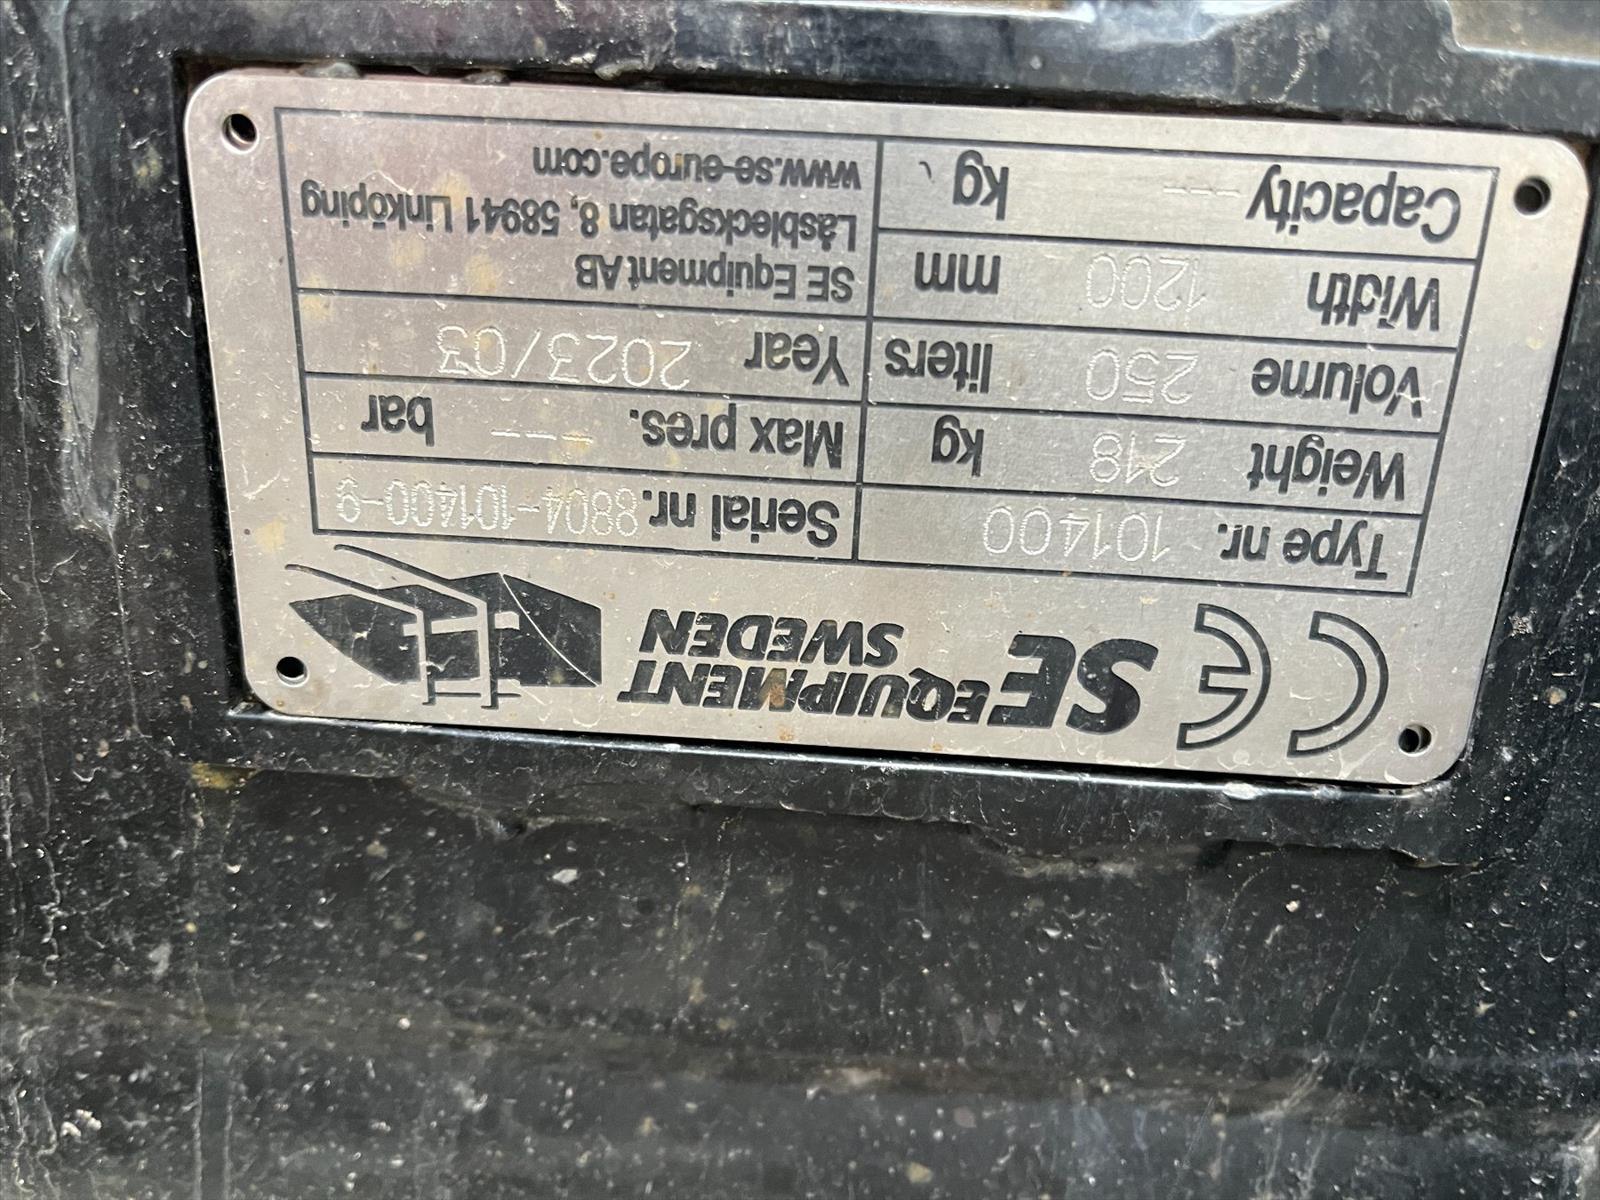 CE SE EQUIPMENT
SWEDEN
Type nr. 101400 Serial nr. 8804-101400-9
Weight 218 kg Max pres. --- bar
Volume 250 liters Year 2023/03
Width 1200 mm SE Equipment AB
Låsblecksgatan 8, 58941 Linköping
Capacity --- kg www.se-europe.com